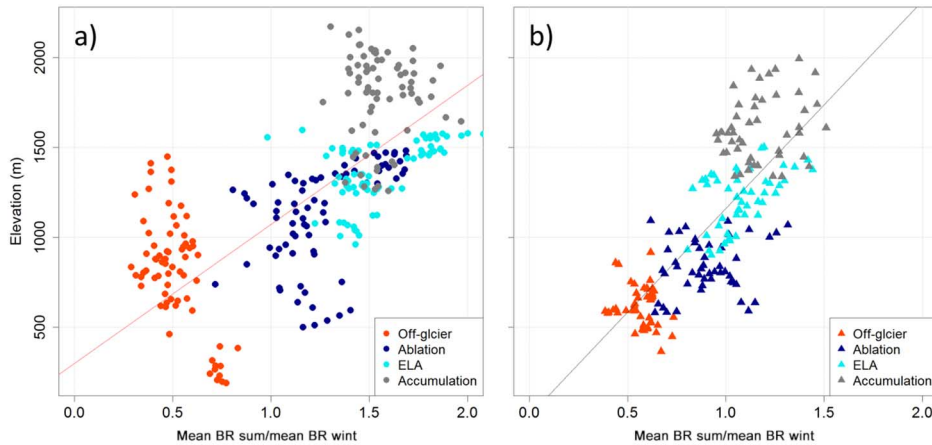 a)
Elevation (m)
2000
1500
1000
500
0.0 0.5 1.0 1.5 2.0
Mean BR sum/mean BR wint
Off-glcier
Ablation
ELA
Accumulation
b)
0.0 0.5 1.0 1.5 2.0
Mean BR sum/mean BR wint
Off-glcier
Ablation
ELA
Accumulation